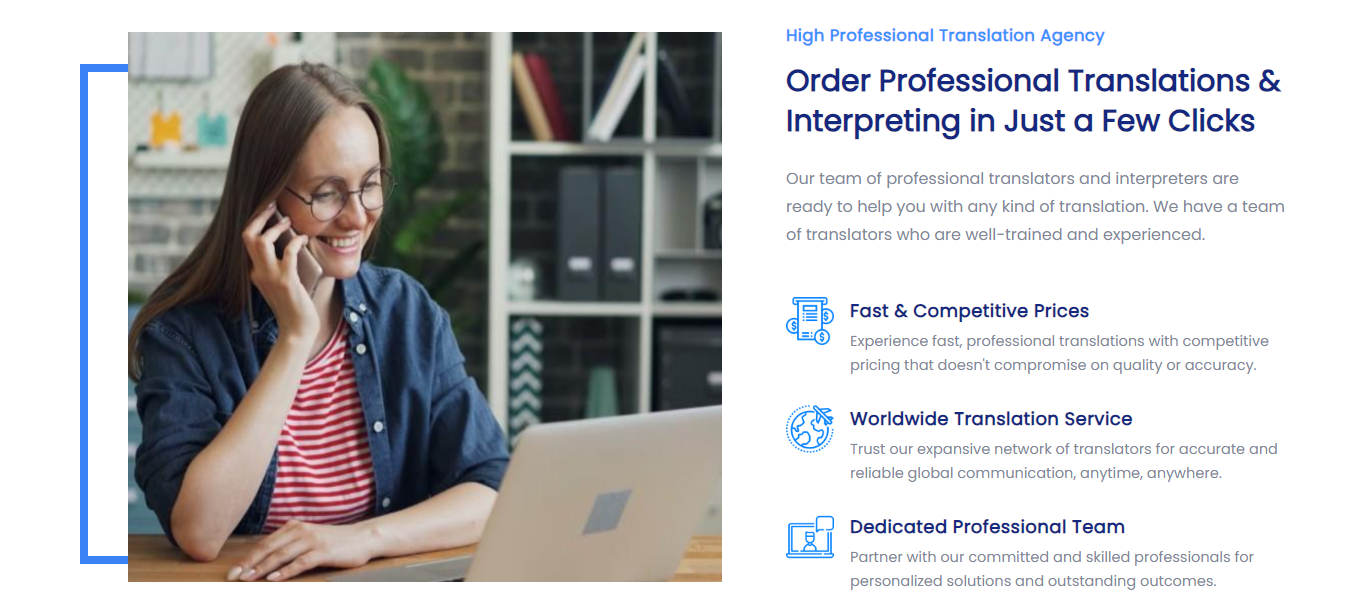 High Professional Translation Agency
Order Professional Translations &
Interpreting in Just a Few Clicks
Our team of professional translators and interpreters are
ready to help you with any kind of translation. We have a team
of translators who are well-trained and experienced.
Fast & Competitive Prices
Experience fast, professional translations with competitive
pricing that doesn't compromise on quality or accuracy.
Worldwide Translation Service
Trust our expansive network of translators for accurate and
reliable global communication, anytime, anywhere.
Dedicated Professional Team
Partner with our committed and skilled professionals for
personalized solutions and outstanding outcomes.